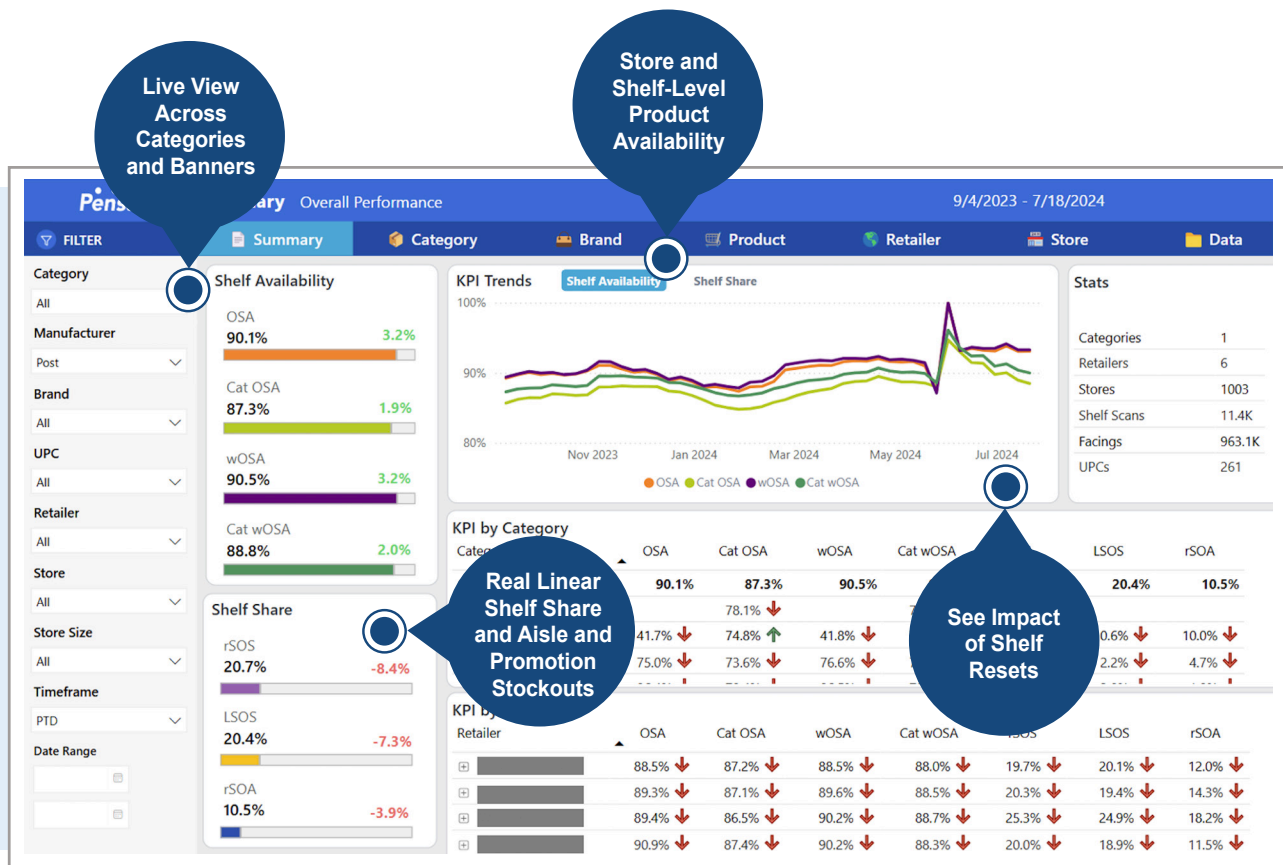 Live View
Across
Categories
and Banners
Store and
Shelf-Level
Product
Availability
Overall Performance
9/4/2023 - 7/18/2024
FILTER
Summary
Category
Brand
Product
Retailer
Store
Data
Category
All
Manufacturer
Post
Brand
All
UPC
All
Retailer
All
Store
All
Store Size
All
Timeframe
PTD
Date Range
Shelf Availability
OSA
90.1% 3.2%
Cat OSA
87.3% 1.9%
wOSA
90.5% 3.2%
Cat wOSA
88.8% 2.0%
Shelf Share
rSOS
20.7% -8.4%
LSOS
20.4% -7.3%
rSOA
10.5% -3.9%
KPI Trends Shelf Availability Shelf Share
100%
90%
80%
Nov 2023 Jan 2024 Mar 2024 May 2024 Jul 2024
OSA Cat OSA wOSA Cat wOSA
Stats
Categories 1
Retailers 6
Stores 1003
Shelf Scans 11.4K
Facings 963.1K
UPCs 261
Real Linear
Shelf Share
and Aisle and
Promotion
Stockouts
See Impact
of Shelf
Resets
KPI by Category
OSA Cat OSA wOSA Cat wOSA LSOS rSOA
90.1% 87.3% 90.5% 20.4% 10.5%
78.1%
41.7% 74.8% 41.8% 10.0%
75.0% 73.6% 76.6% 4.7%
KPI
Retailer OSA Cat OSA wOSA Cat wOSA rSOS LSOS rSOA
88.5% 87.2% 88.5% 88.0% 19.7% 20.1% 12.0%
89.3% 87.1% 89.6% 88.5% 20.3% 19.4% 14.3%
89.4% 86.5% 90.2% 88.7% 25.3% 24.9% 18.2%
90.9% 87.4% 90.2% 88.3% 20.0% 18.9% 11.5%